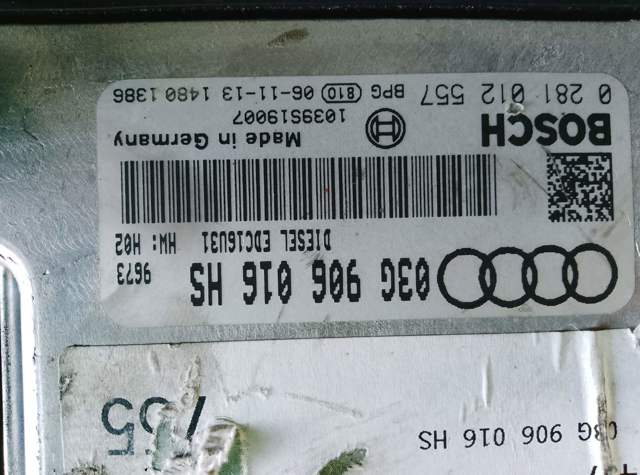 03G 906 016 HS
9673
DIESEL EDC16U31 HW: H02
BOSCH
Made in Germany
1039S19007
0 281 012 557 BPG 810 06-11-13 1480 1386
03G 906 016 HS